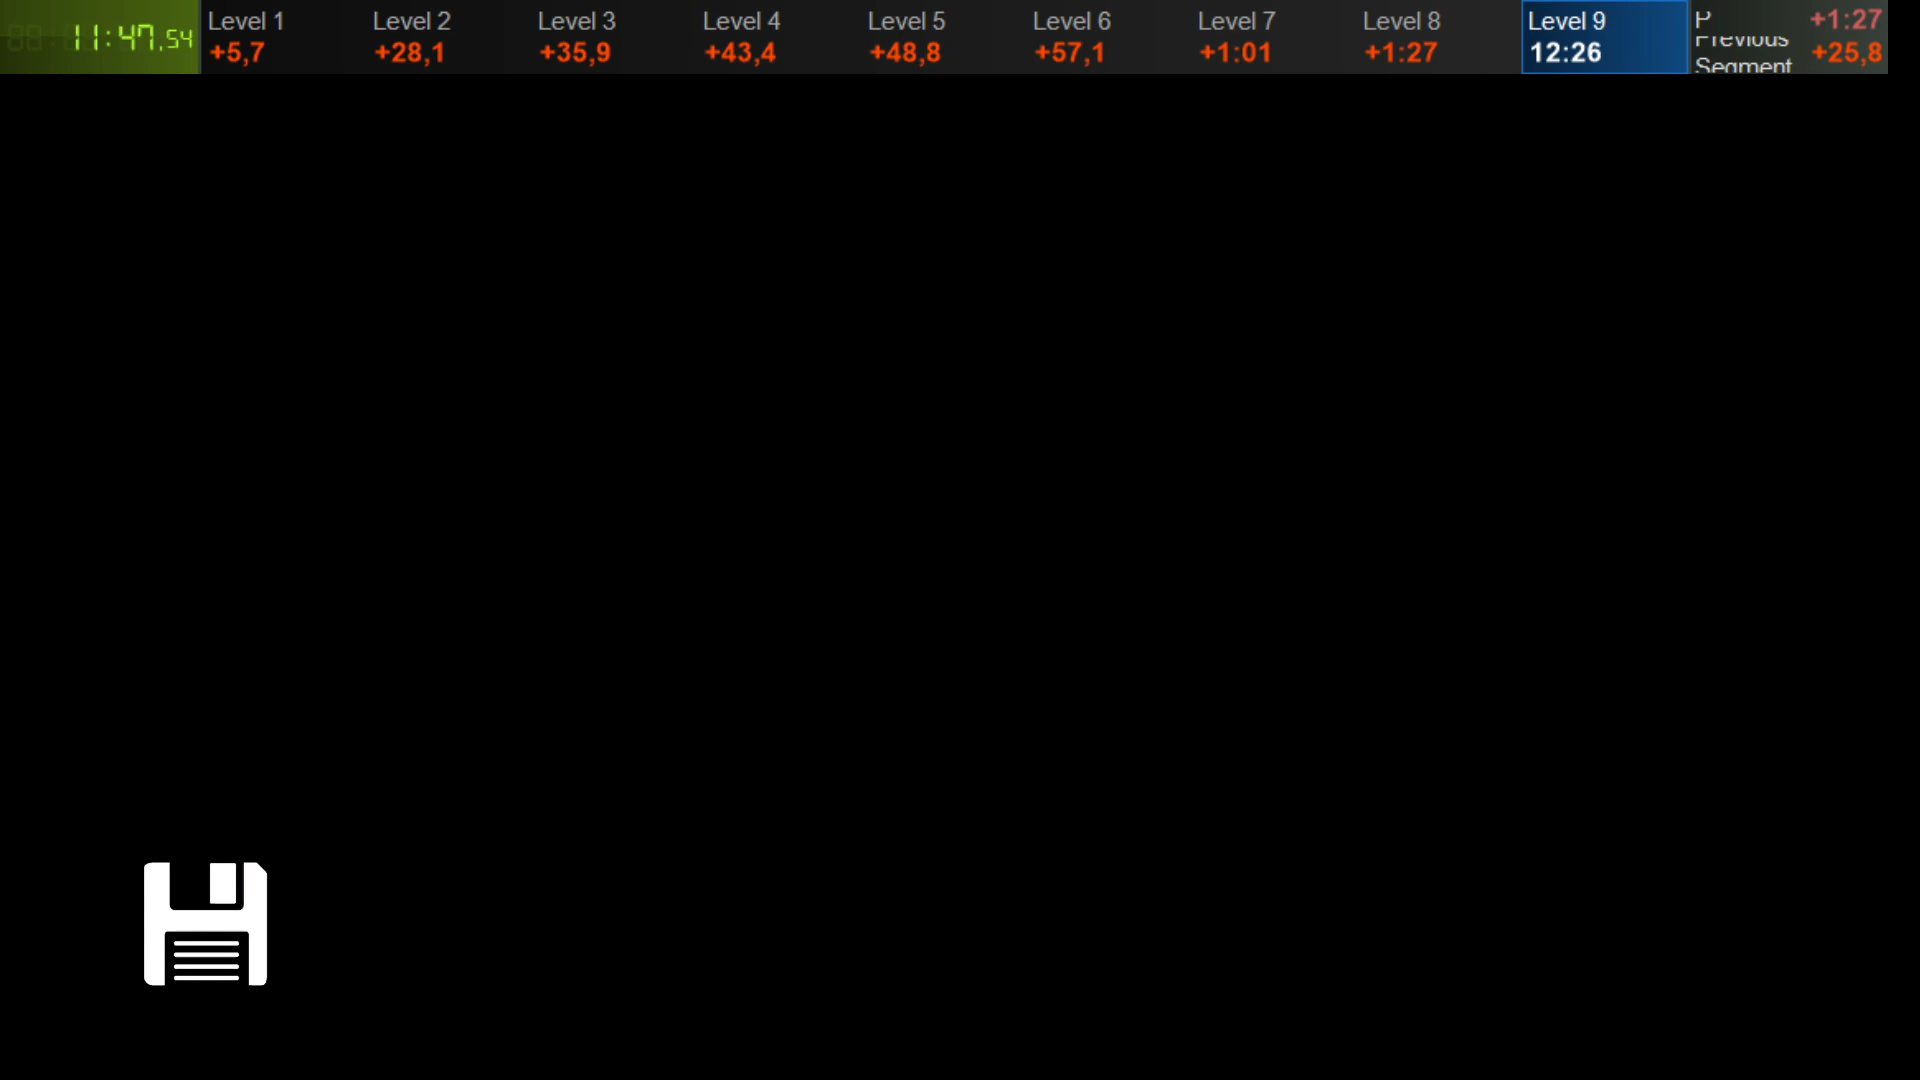 11:47,54
Level 1
+5,7
Level 2
+28,1
Level 3
+35,9
Level 4
+43,4
Level 5
+48,8
Level 6
+57,1
Level 7
+1:01
Level 8
+1:27
Level 9
12:26
P +1:27
Previous
Segment +25,8